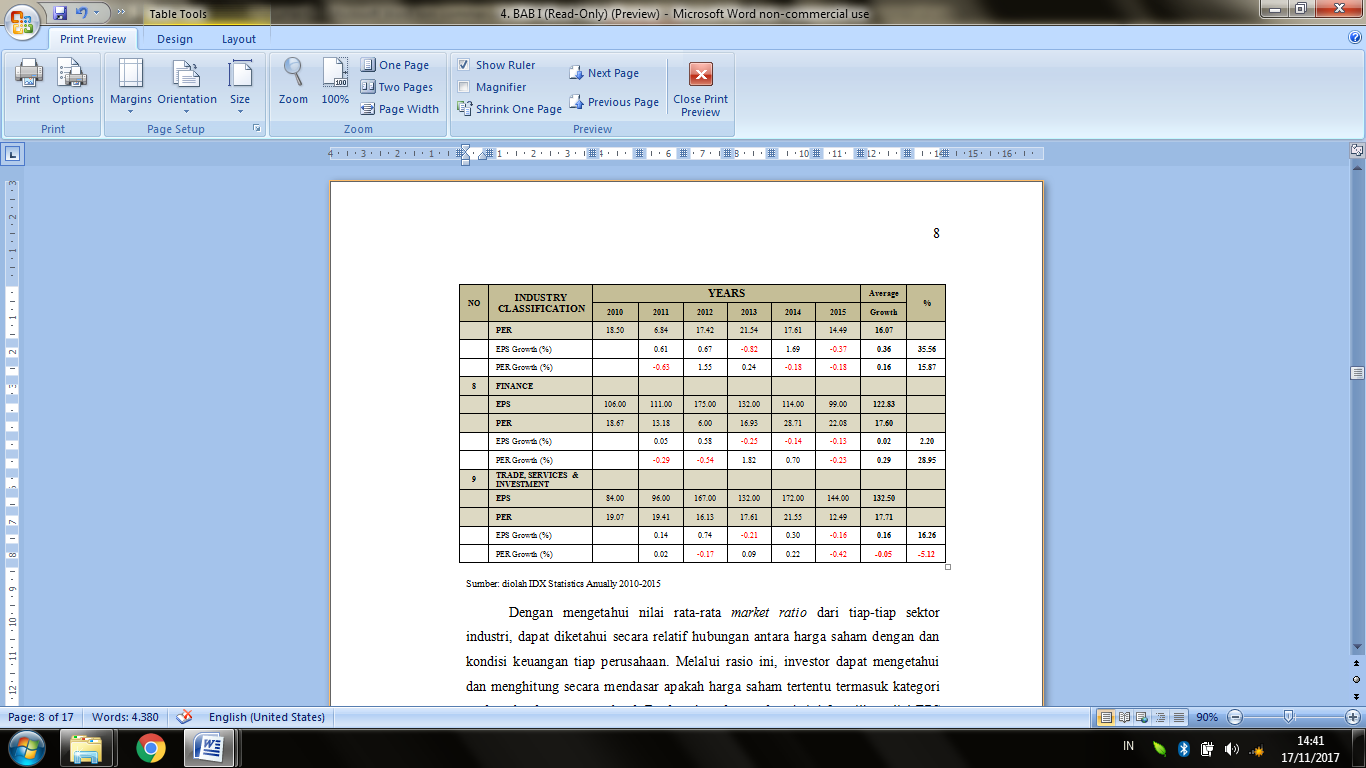 Table Tools
4. BAB I (Read-Only) (Preview) - Microsoft Word non-commercial use
Print Preview Design Layout
Print Options Margins Orientation Size Zoom 100% One Page Two Pages Page Width Show Ruler Magnifier Shrink One Page Next Page Previous Page Close Print Preview
Print Page Setup Zoom Preview
8
NO INDUSTRY CLASSIFICATION YEARS Average Growth %
2010 2011 2012 2013 2014 2015
PER 18.50 6.84 17.42 21.54 17.61 14.49 16.07
EPS Growth (%) 0.61 0.67 -0.82 1.69 -0.37 0.36 35.56
PER Growth (%) -0.63 1.55 0.24 -0.18 -0.18 0.16 15.87
8 FINANCE
EPS 106.00 111.00 175.00 132.00 114.00 99.00 122.83
PER 18.67 13.18 6.00 16.93 28.71 22.08 17.60
EPS Growth (%) 0.05 0.58 -0.25 -0.14 -0.13 0.02 2.20
PER Growth (%) -0.29 -0.54 1.82 0.70 -0.23 0.29 28.95
9 TRADE, SERVICES & INVESTMENT
EPS 84.00 96.00 167.00 132.00 172.00 144.00 132.50
PER 19.07 19.41 16.13 17.61 21.55 12.49 17.71
EPS Growth (%) 0.14 0.74 -0.21 0.30 -0.16 0.16 16.26
PER Growth (%) 0.02 -0.17 0.09 0.22 -0.42 -0.05 -5.12
Sumber: diolah IDX Statistics Anually 2010-2015
Dengan mengetahui nilai rata-rata market ratio dari tiap-tiap sektor
industri, dapat diketahui secara relatif hubungan antara harga saham dengan dan
kondisi keuangan tiap perusahaan. Melalui rasio ini, investor dapat mengetahui
dan menghitung secara mendasar apakah harga saham tertentu termasuk kategori
Page: 8 of 17 Words: 4.380 English (United States) 90%
IN 14:41
17/11/2017